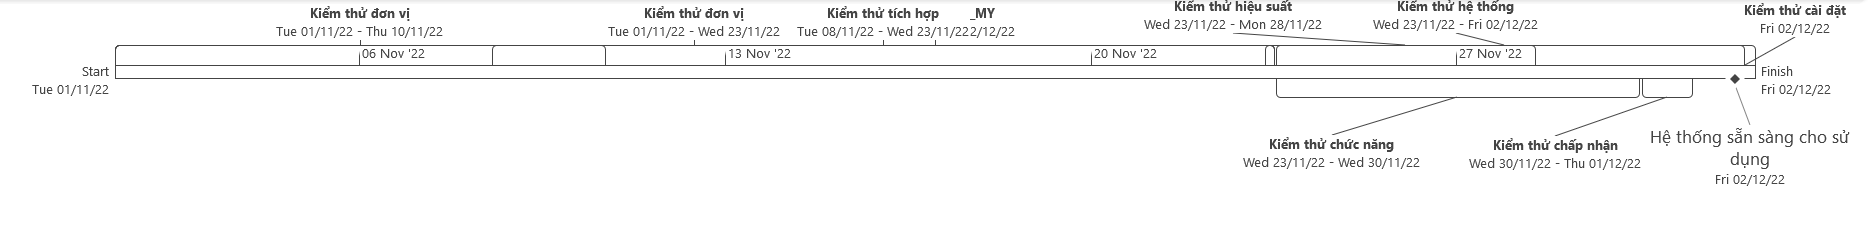 Kiểm thử đơn vị
Tue 01/11/22 - Thu 10/11/22
Kiểm thử đơn vị
Tue 01/11/22 - Wed 23/11/22
Kiểm thử tích hợp
Tue 08/11/22 - Wed 23/11/22
_MY
2/12/22
Kiểm thử hiệu suất
Wed 23/11/22 - Mon 28/11/22
Kiểm thử hệ thống
Wed 23/11/22 - Fri 02/12/22
Kiểm thử cài đặt
Fri 02/12/22
06 Nov '22
13 Nov '22
20 Nov '22
27 Nov '22
Start
Tue 01/11/22
Finish
Fri 02/12/22
Kiểm thử chức năng
Wed 23/11/22 - Wed 30/11/22
Kiểm thử chấp nhận
Wed 30/11/22 - Thu 01/12/22
Hệ thống sẵn sàng cho sử
dụng
Fri 02/12/22